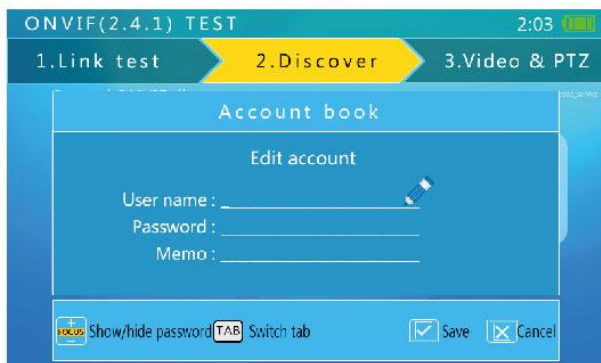 ONVIF(2.4.1) TEST 2:03
1.Link test 2.Discover 3.Video & PTZ
Account book
Edit account
User name : _
Password :
Memo :
FOCUS Show/hide password TAB Switch tab Save Cancel